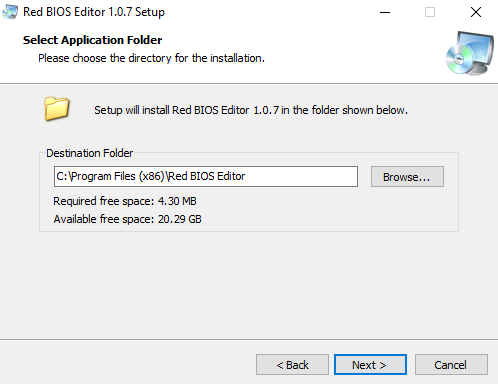 Red BIOS Editor 1.0.7 Setup
Select Application Folder
Please choose the directory for the installation.
Setup will install Red BIOS Editor 1.0.7 in the folder shown below.
Destination Folder
C:\Program Files (x86)\Red BIOS Editor
Browse...
Required free space: 4.30 MB
Available free space: 20.29 GB
< Back
Next >
Cancel